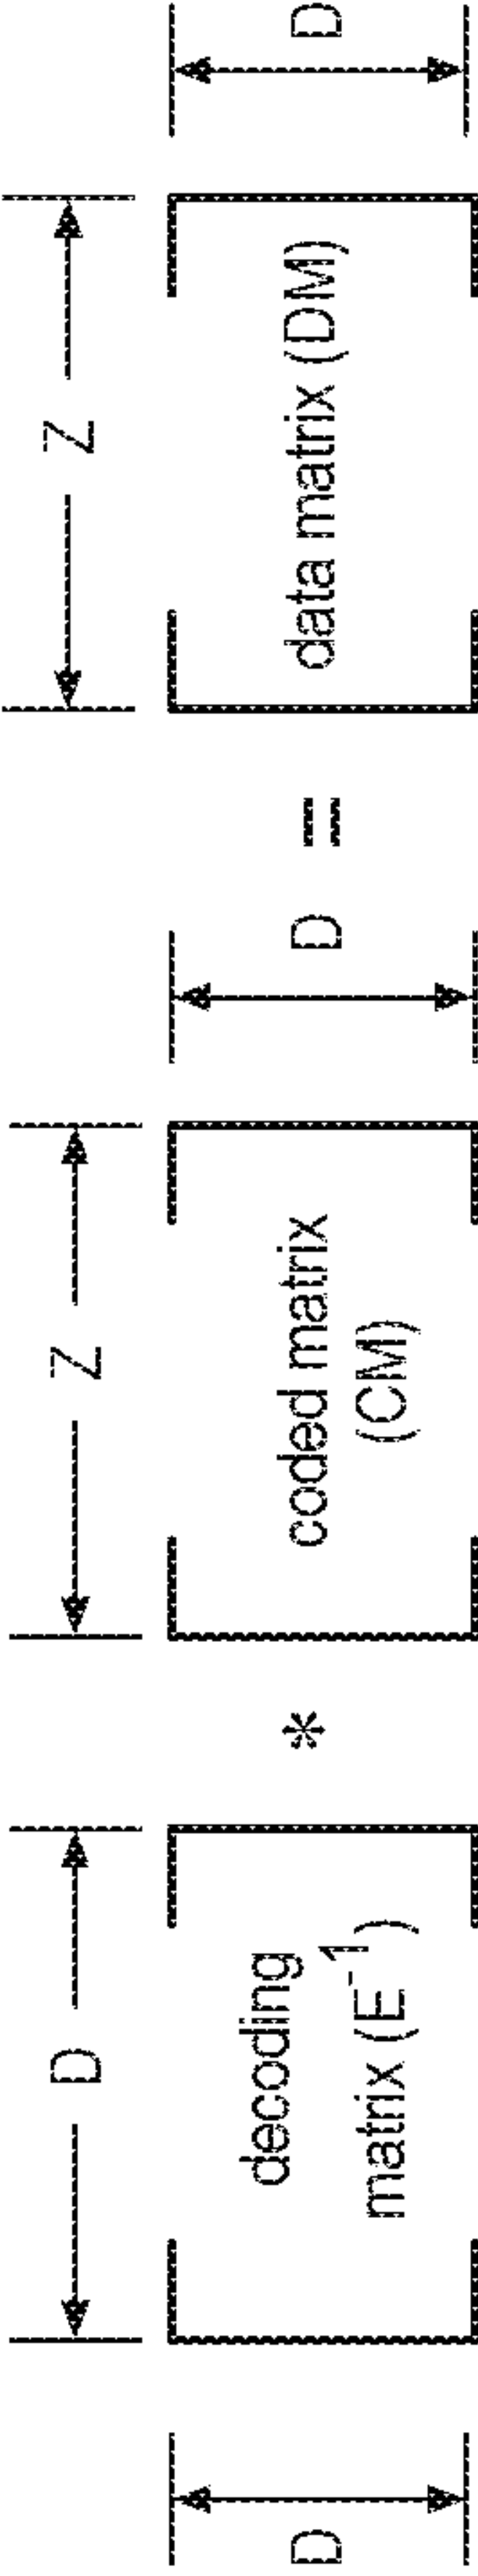 D
D
decoding
matrix (E⁻¹)
*
Z
coded matrix
(CM)
D
=
Z
data matrix (DM)
D